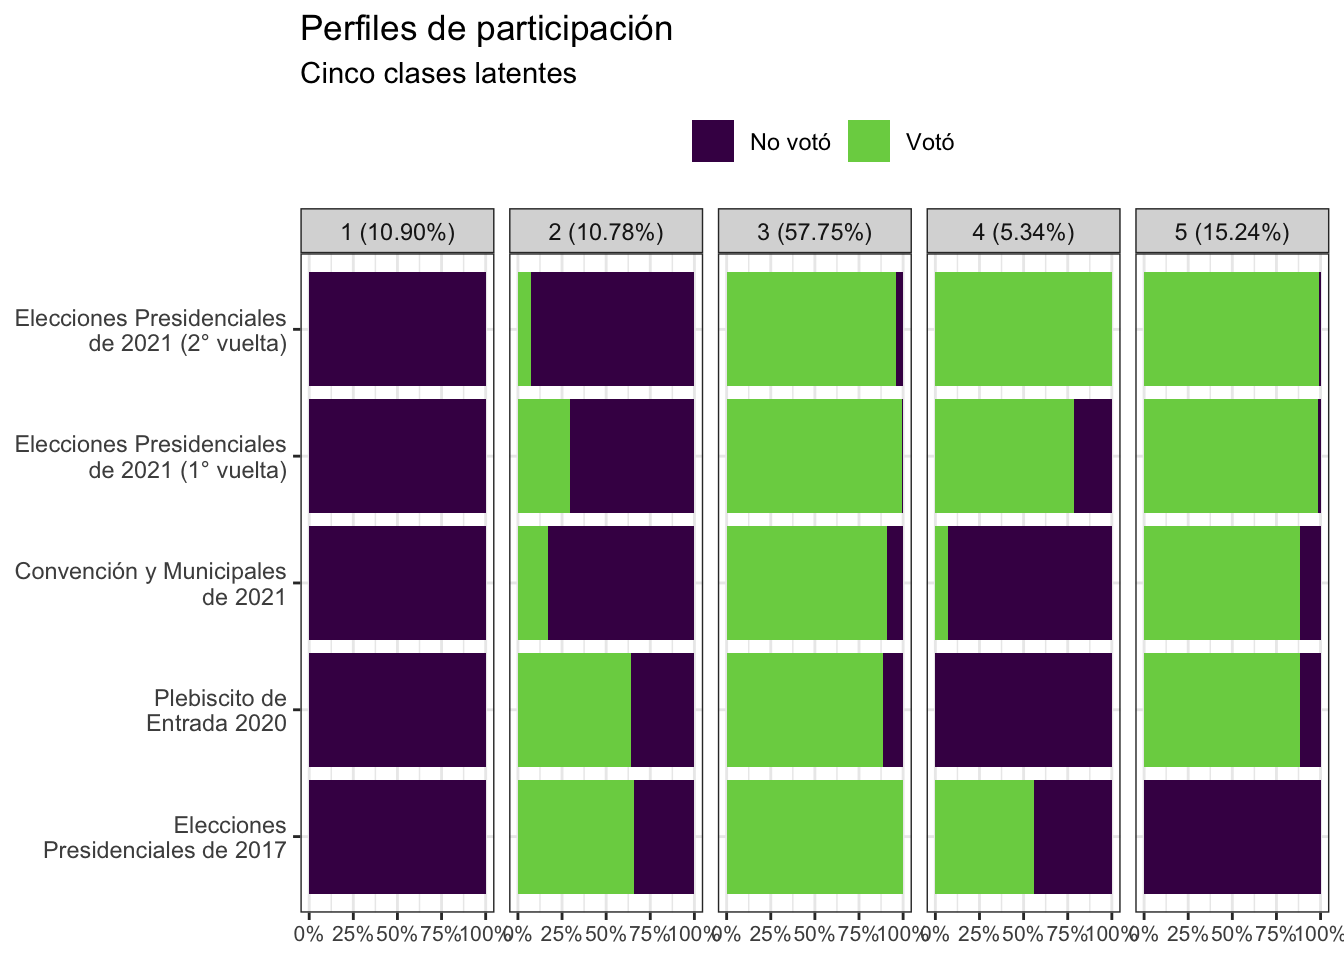 Perfiles de participación
Cinco clases latentes
No votó Votó
1 (10.90%) 2 (10.78%) 3 (57.75%) 4 (5.34%) 5 (15.24%)
Elecciones Presidenciales
de 2021 (2° vuelta)
Elecciones Presidenciales
de 2021 (1° vuelta)
Convención y Municipales
de 2021
Plebiscito de
Entrada 2020
Elecciones
Presidenciales de 2017
0% 25% 50% 75% 100% 0% 25% 50% 75% 100% 0% 25% 50% 75% 100% 0% 25% 50% 75% 100% 0% 25% 50% 75% 100%